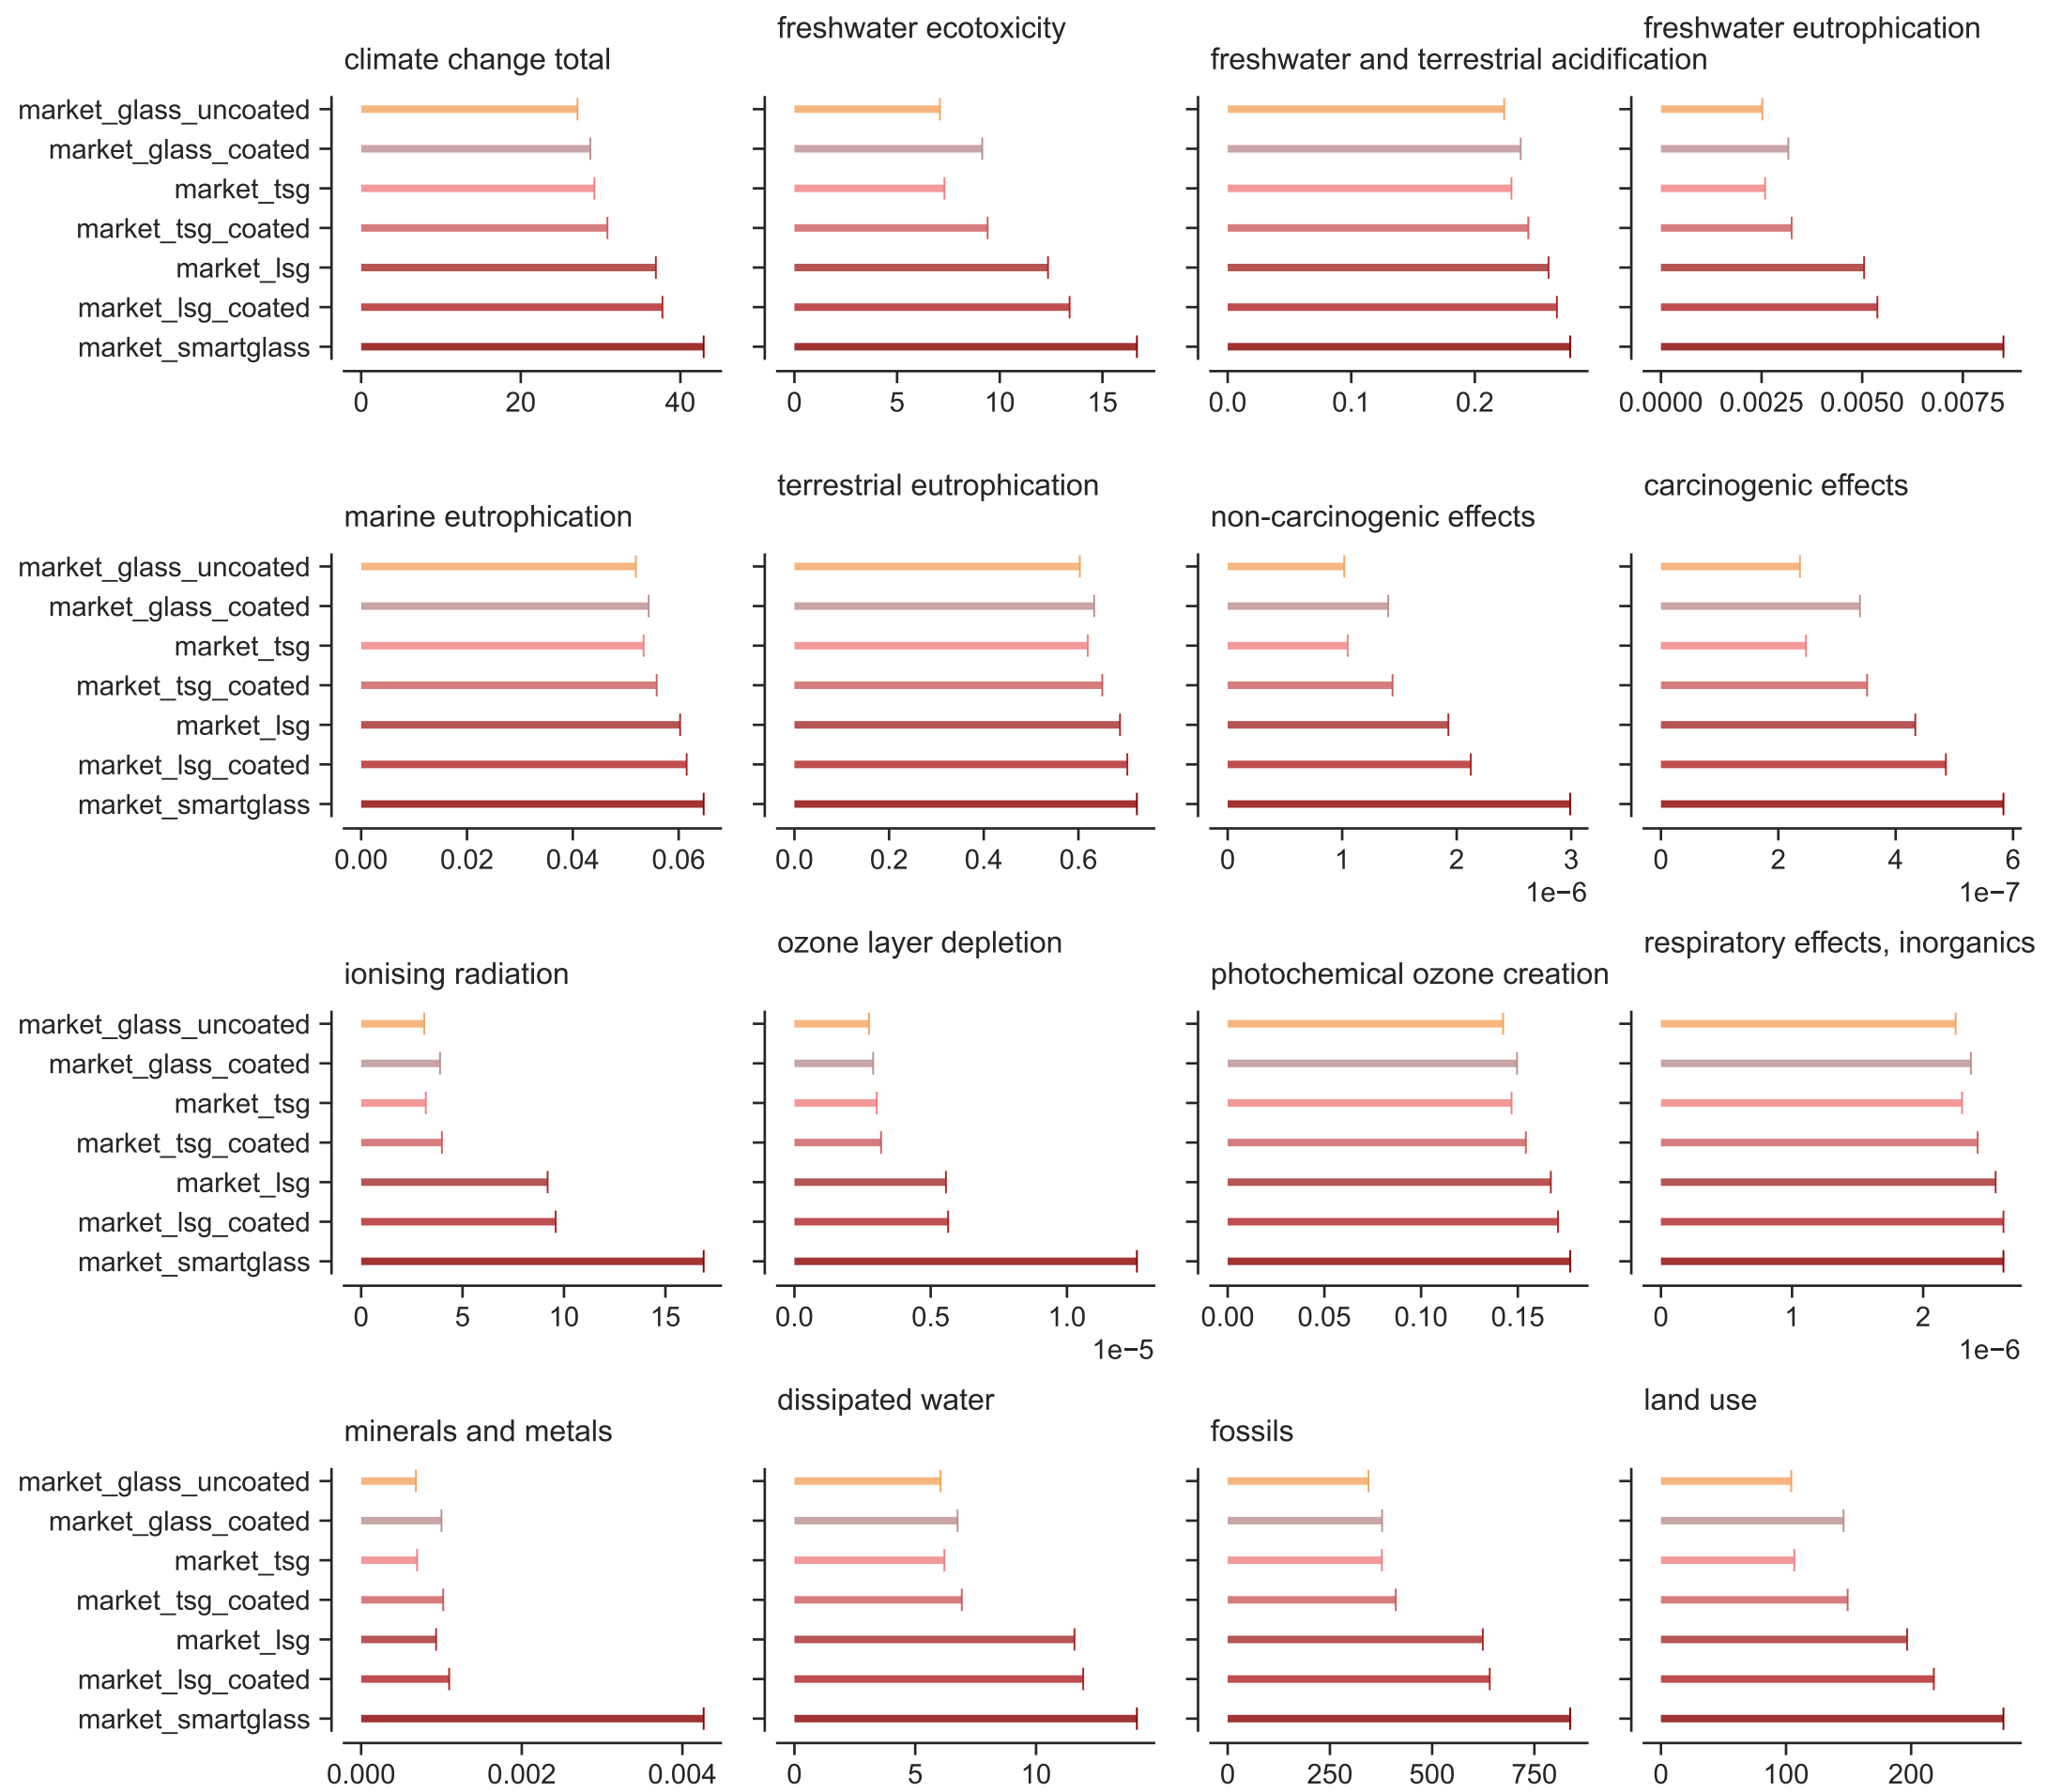 climate change total
freshwater ecotoxicity
freshwater and terrestrial acidification
freshwater eutrophication
market_glass_uncoated
market_glass_coated
market_tsg
market_tsg_coated
market_lsg
market_lsg_coated
market_smartglass
0 20 40
0 5 10 15
0.0 0.1 0.2
0.0000 0.0025 0.0050 0.0075
marine eutrophication
terrestrial eutrophication
non-carcinogenic effects
carcinogenic effects
market_glass_uncoated
market_glass_coated
market_tsg
market_tsg_coated
market_lsg
market_lsg_coated
market_smartglass
0.00 0.02 0.04 0.06
0.0 0.2 0.4 0.6
0 1 2 3
1e−6
0 2 4 6
1e−7
ionising radiation
ozone layer depletion
photochemical ozone creation
respiratory effects, inorganics
market_glass_uncoated
market_glass_coated
market_tsg
market_tsg_coated
market_lsg
market_lsg_coated
market_smartglass
0 5 10 15
0.0 0.5 1.0
1e−5
0.00 0.05 0.10 0.15
0 1 2
1e−6
minerals and metals
dissipated water
fossils
land use
market_glass_uncoated
market_glass_coated
market_tsg
market_tsg_coated
market_lsg
market_lsg_coated
market_smartglass
0.000 0.002 0.004
0 5 10
0 250 500 750
0 100 200